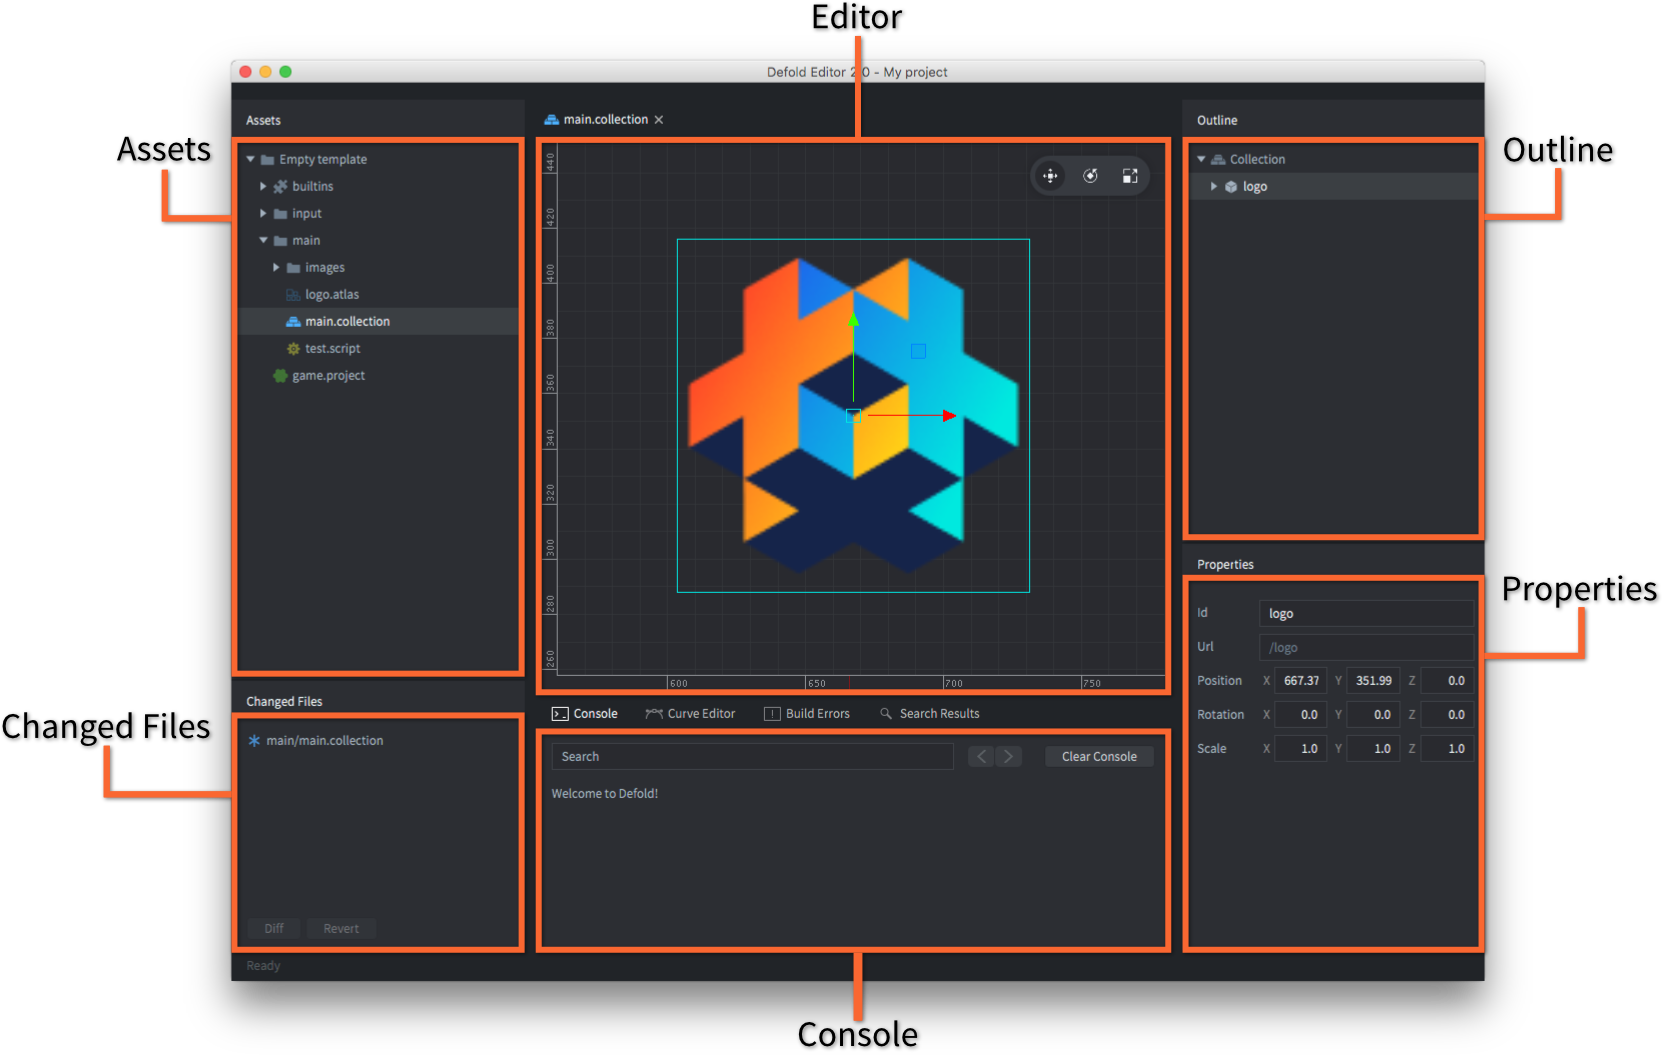 Editor
Defold Editor 2.0 - My project
Assets
Assets
Empty template
builtins
input
main
images
logo.atlas
main.collection
test.script
game.project
main.collection
440
420
400
380
360
340
320
300
280
260
600 650 700 750
Outline
Outline
Collection
logo
Properties
Properties
Id logo
Url /logo
Position X 667.37 Y 351.99 Z 0.0
Rotation X 0.0 Y 0.0 Z 0.0
Scale X 1.0 Y 1.0 Z 1.0
Changed Files
Changed Files
main/main.collection
Diff Revert
Ready
Console Curve Editor Build Errors Search Results
Search Clear Console
Welcome to Defold!
Console